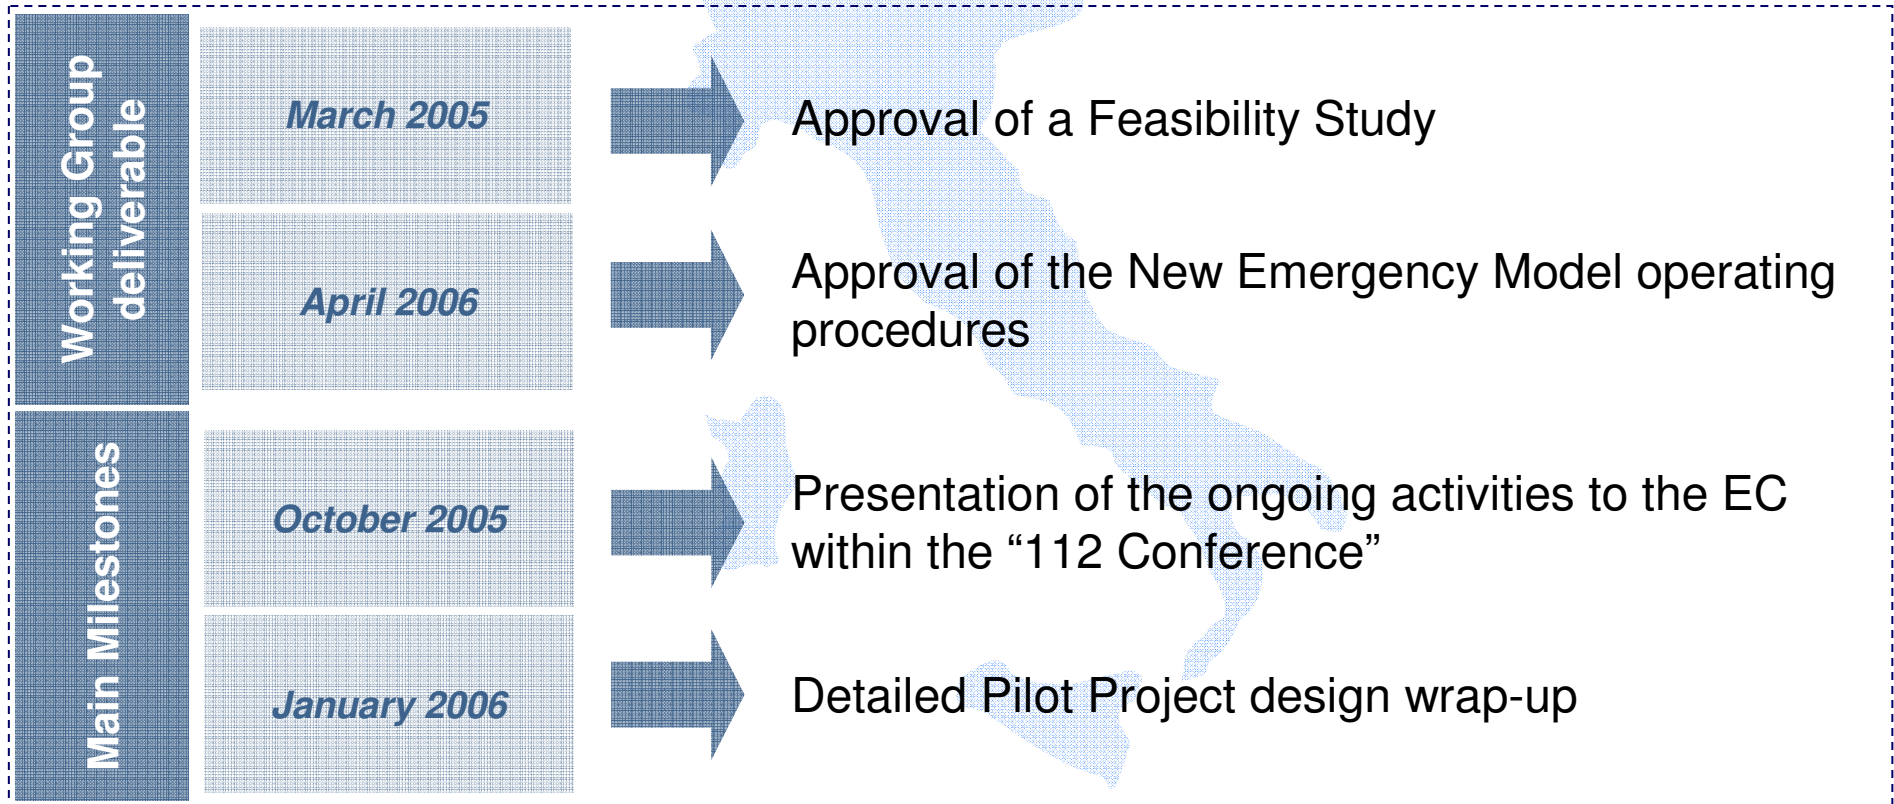 Working Group
deliverable
March 2005
Approval of a Feasibility Study
April 2006
Approval of the New Emergency Model operating
procedures
Main Milestones
October 2005
Presentation of the ongoing activities to the EC
within the “112 Conference”
January 2006
Detailed Pilot Project design wrap-up